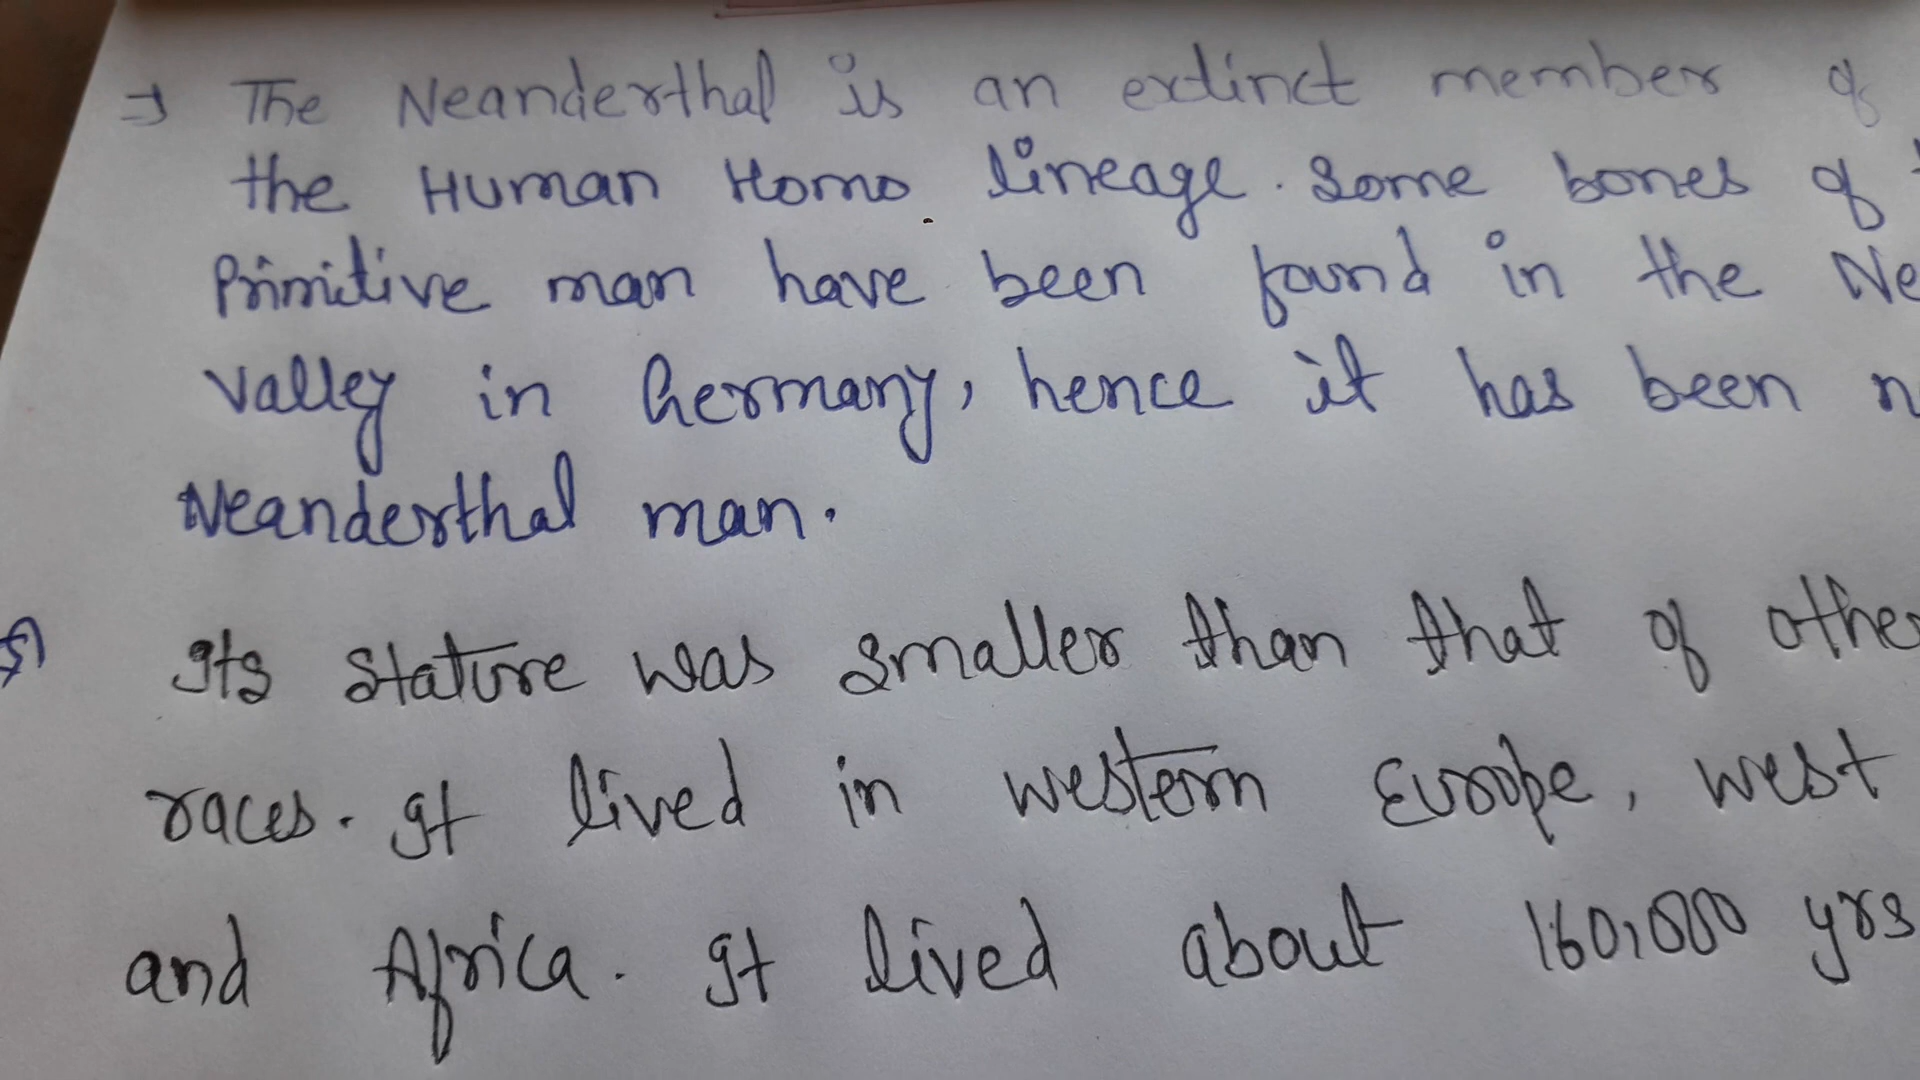 ⇒ The Neanderthal is an extinct member of
the Human Homo lineage. Some bones of
Primitive man have been found in the Ne
valley in Germany, hence it has been n
Neanderthal man.
Its stature was smaller than that of other
races. It lived in western Europe, west
and Africa. It lived about 160,000 yrs